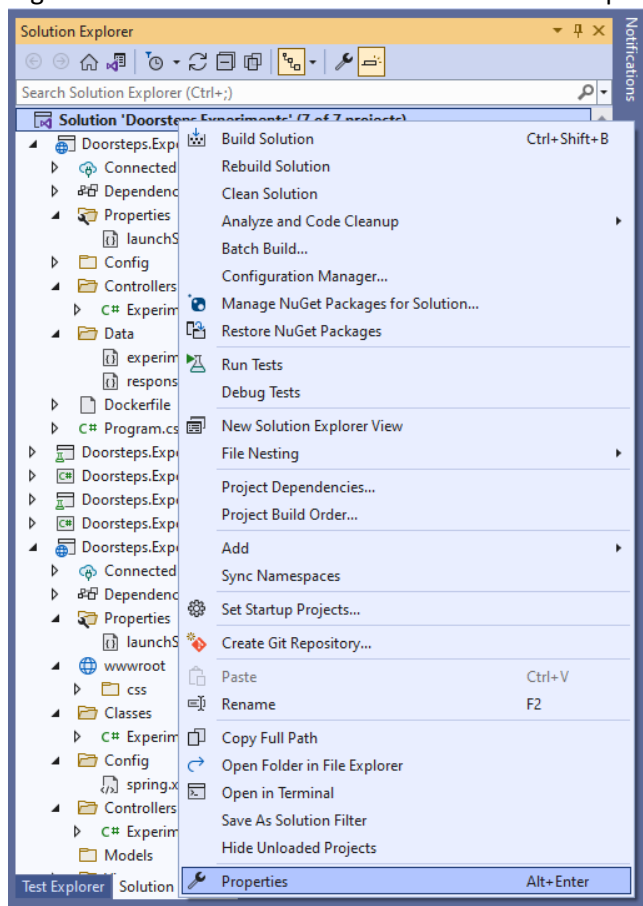 Solution Explorer
Search Solution Explorer (Ctrl+;)
Solution 'Doorsteps.Experiments' (7 of 7 projects)
Doorsteps.Expe
Connected
Dependenc
Properties
launchS
Config
Controllers
C# Experim
Data
experim
respons
Dockerfile
C# Program.cs
Doorsteps.Expe
C# Doorsteps.Expe
Doorsteps.Expe
C# Doorsteps.Expe
Doorsteps.Expe
Connected
Dependenc
Properties
launchS
wwwroot
css
Classes
C# Experim
Config
spring.x
Controllers
C# Experim
Models
Test Explorer Solution
Build Solution Ctrl+Shift+B
Rebuild Solution
Clean Solution
Analyze and Code Cleanup
Batch Build...
Configuration Manager...
Manage NuGet Packages for Solution...
Restore NuGet Packages
Run Tests
Debug Tests
New Solution Explorer View
File Nesting
Project Dependencies...
Project Build Order...
Add
Sync Namespaces
Set Startup Projects...
Create Git Repository...
Paste Ctrl+V
Rename F2
Copy Full Path
Open Folder in File Explorer
Open in Terminal
Save As Solution Filter
Hide Unloaded Projects
Properties Alt+Enter
Notifications